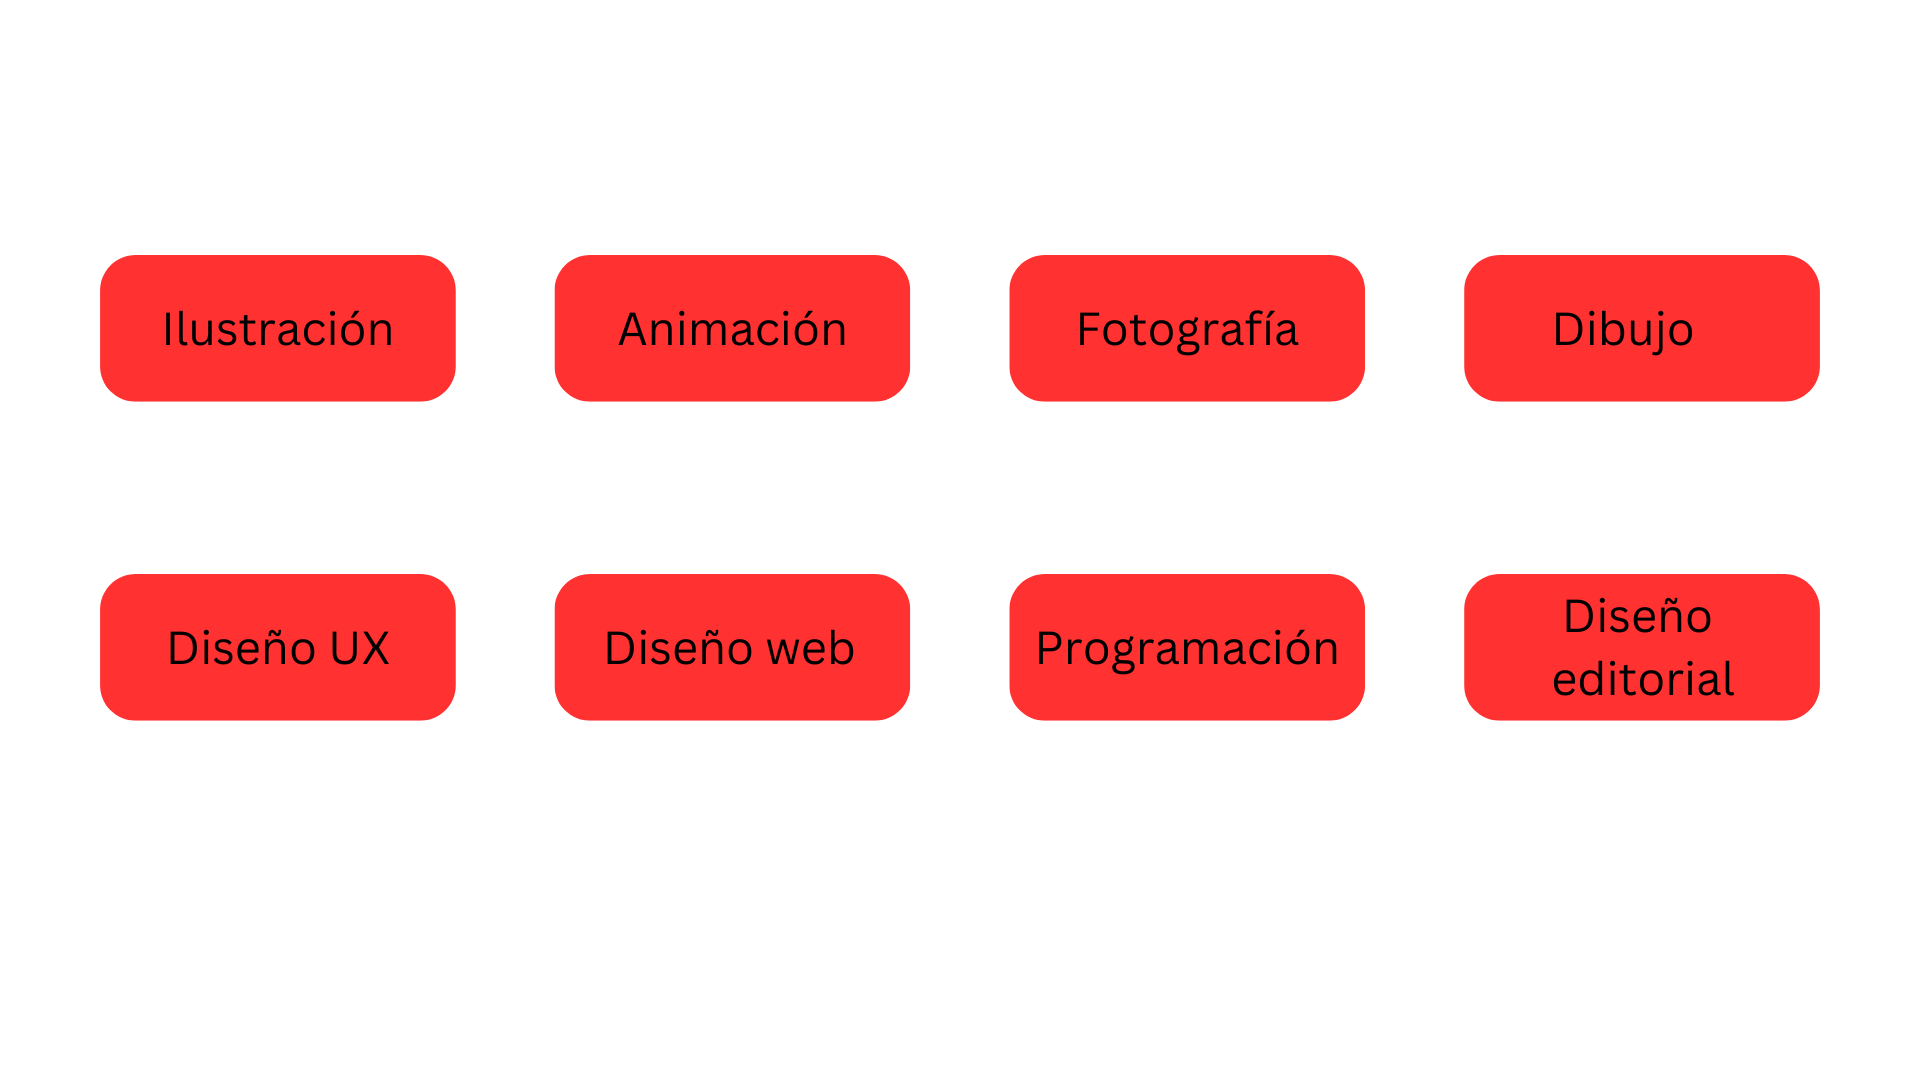 Ilustración
Animación
Fotografía
Dibujo
Diseño UX
Diseño web
Programación
Diseño
editorial